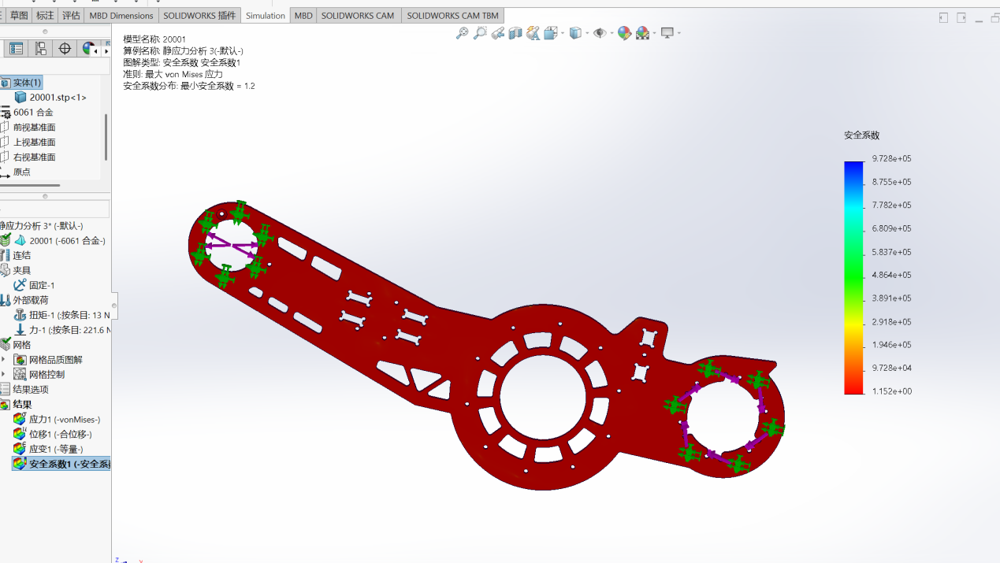 草图 标注 评估 MBD Dimensions SOLIDWORKS 插件 Simulation MBD SOLIDWORKS CAM SOLIDWORKS CAM TBM
模型名称: 20001
算例名称: 静应力分析 3(-默认-)
图解类型: 安全系数 安全系数1
准则: 最大 von Mises 应力
安全系数分布: 最小安全系数 = 1.2
实体(1)
20001.stp<1>
6061 合金
前视基准面
上视基准面
右视基准面
原点
静应力分析 3* (-默认-)
20001 (-6061 合金-)
连结
夹具
固定-1
外部载荷
扭矩-1 (:按条目: 13 N
力-1 (:按条目: 221.6 N
网格
网格品质图解
网格控制
结果选项
结果
应力1 (-vonMises-)
位移1 (-合位移-)
应变1 (-等量-)
安全系数1 (-安全系
安全系数
9.728e+05
8.755e+05
7.782e+05
6.809e+05
5.837e+05
4.864e+05
3.891e+05
2.918e+05
1.946e+05
9.728e+04
1.152e+00
Z
Y